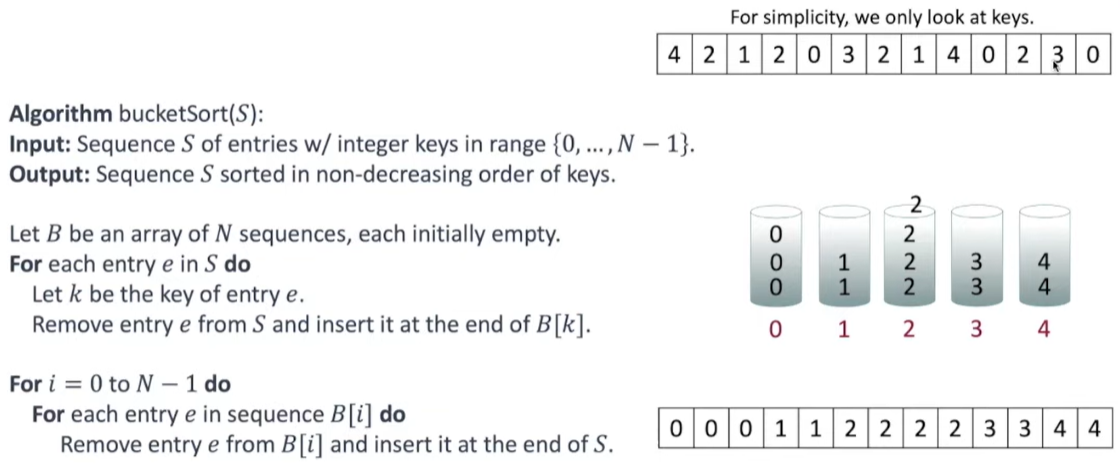 For simplicity, we only look at keys.
4 2 1 2 0 3 2 1 4 0 2 3 0
Algorithm bucketSort(S):
Input: Sequence S of entries w/ integer keys in range {0, ..., N − 1}.
Output: Sequence S sorted in non-decreasing order of keys.
Let B be an array of N sequences, each initially empty.
For each entry e in S do
Let k be the key of entry e.
Remove entry e from S and insert it at the end of B[k].
For i = 0 to N − 1 do
For each entry e in sequence B[i] do
Remove entry e from B[i] and insert it at the end of S.
2
0 2
0 1 2 3 4
0 1 2 3 4
0 1 2 3 4
0 0 0 1 1 2 2 2 2 3 3 4 4